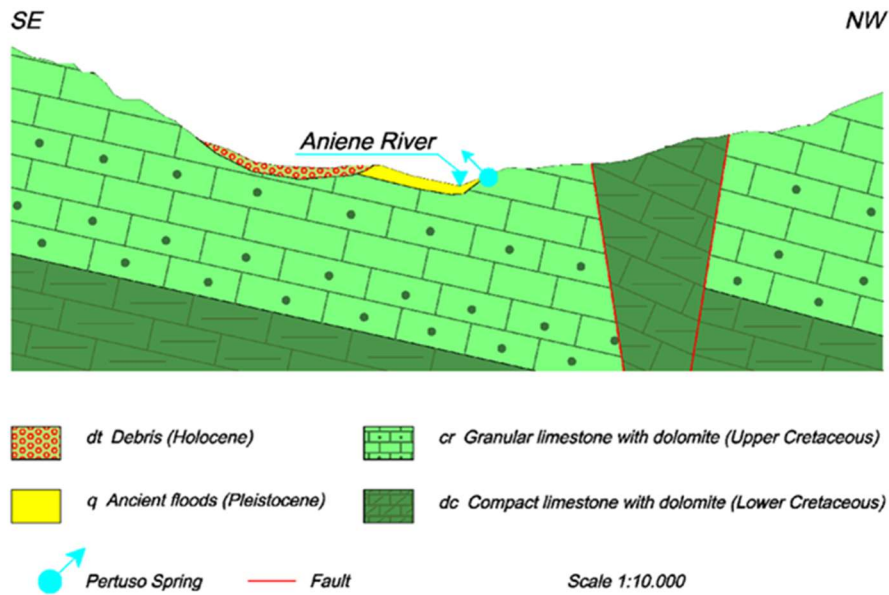 SE
NW
Aniene River
dt Debris (Holocene)
cr Granular limestone with dolomite (Upper Cretaceous)
q Ancient floods (Pleistocene)
dc Compact limestone with dolomite (Lower Cretaceous)
Pertuso Spring
Fault
Scale 1:10.000